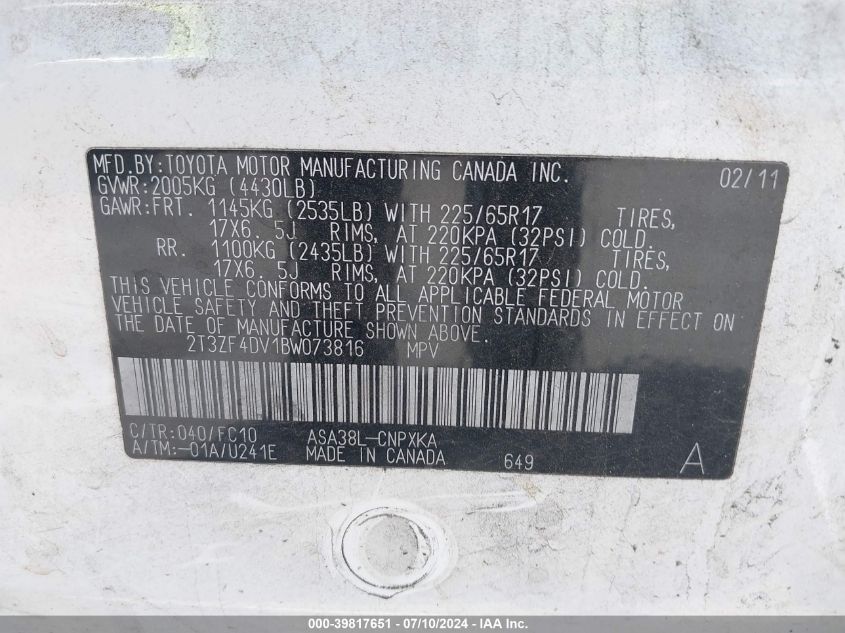 MFD.BY:TOYOTA MOTOR MANUFACTURING CANADA INC. 02/11
GVWR:2005KG (4430LB)
GAWR:FRT. 1145KG (2535LB) WITH 225/65R17 TIRES,
17X6. 5J RIMS, AT 220KPA (32PSI) COLD.
RR. 1100KG (2435LB) WITH 225/65R17 TIRES,
17X6. 5J RIMS, AT 220KPA (32PSI) COLD.
THIS VEHICLE CONFORMS TO ALL APPLICABLE FEDERAL MOTOR
VEHICLE SAFETY AND THEFT PREVENTION STANDARDS IN EFFECT ON
THE DATE OF MANUFACTURE SHOWN ABOVE.
2T3ZF4DV1BW073816 MPV
C/TR:040/FC10 ASA38L-CNPXKA
A/TM:-01A/U241E MADE IN CANADA 649 A
000-39817651 - 07/10/2024 - IAA Inc.